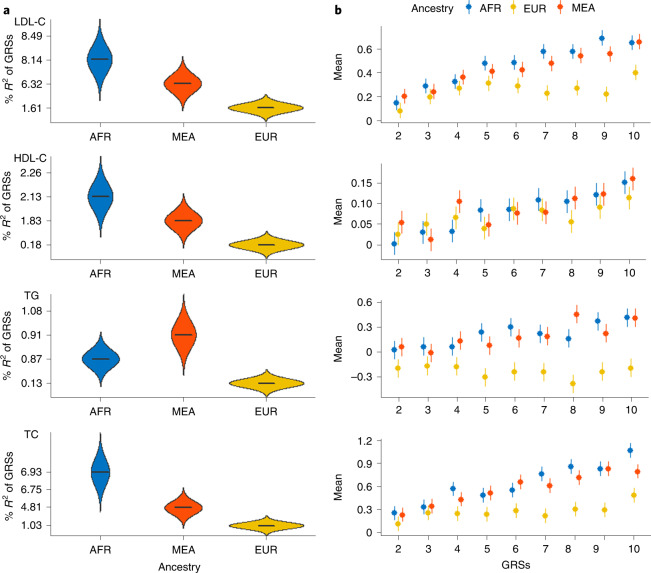 a
LDL-C
% R² of GRSs
8.49
8.14
6.32
1.61
AFR MEA EUR
HDL-C
% R² of GRSs
2.26
2.13
1.83
0.18
AFR MEA EUR
TG
% R² of GRSs
1.08
0.91
0.87
0.13
AFR MEA EUR
TC
% R² of GRSs
6.93
6.75
4.81
1.03
AFR MEA EUR
Ancestry
b
Ancestry AFR EUR MEA
Mean
0.6
0.4
0.2
0
2 3 4 5 6 7 8 9 10
Mean
0.15
0.10
0.05
0
2 3 4 5 6 7 8 9 10
Mean
0.6
0.3
0
−0.3
2 3 4 5 6 7 8 9 10
Mean
1.2
0.9
0.6
0.3
0
2 3 4 5 6 7 8 9 10
GRSs